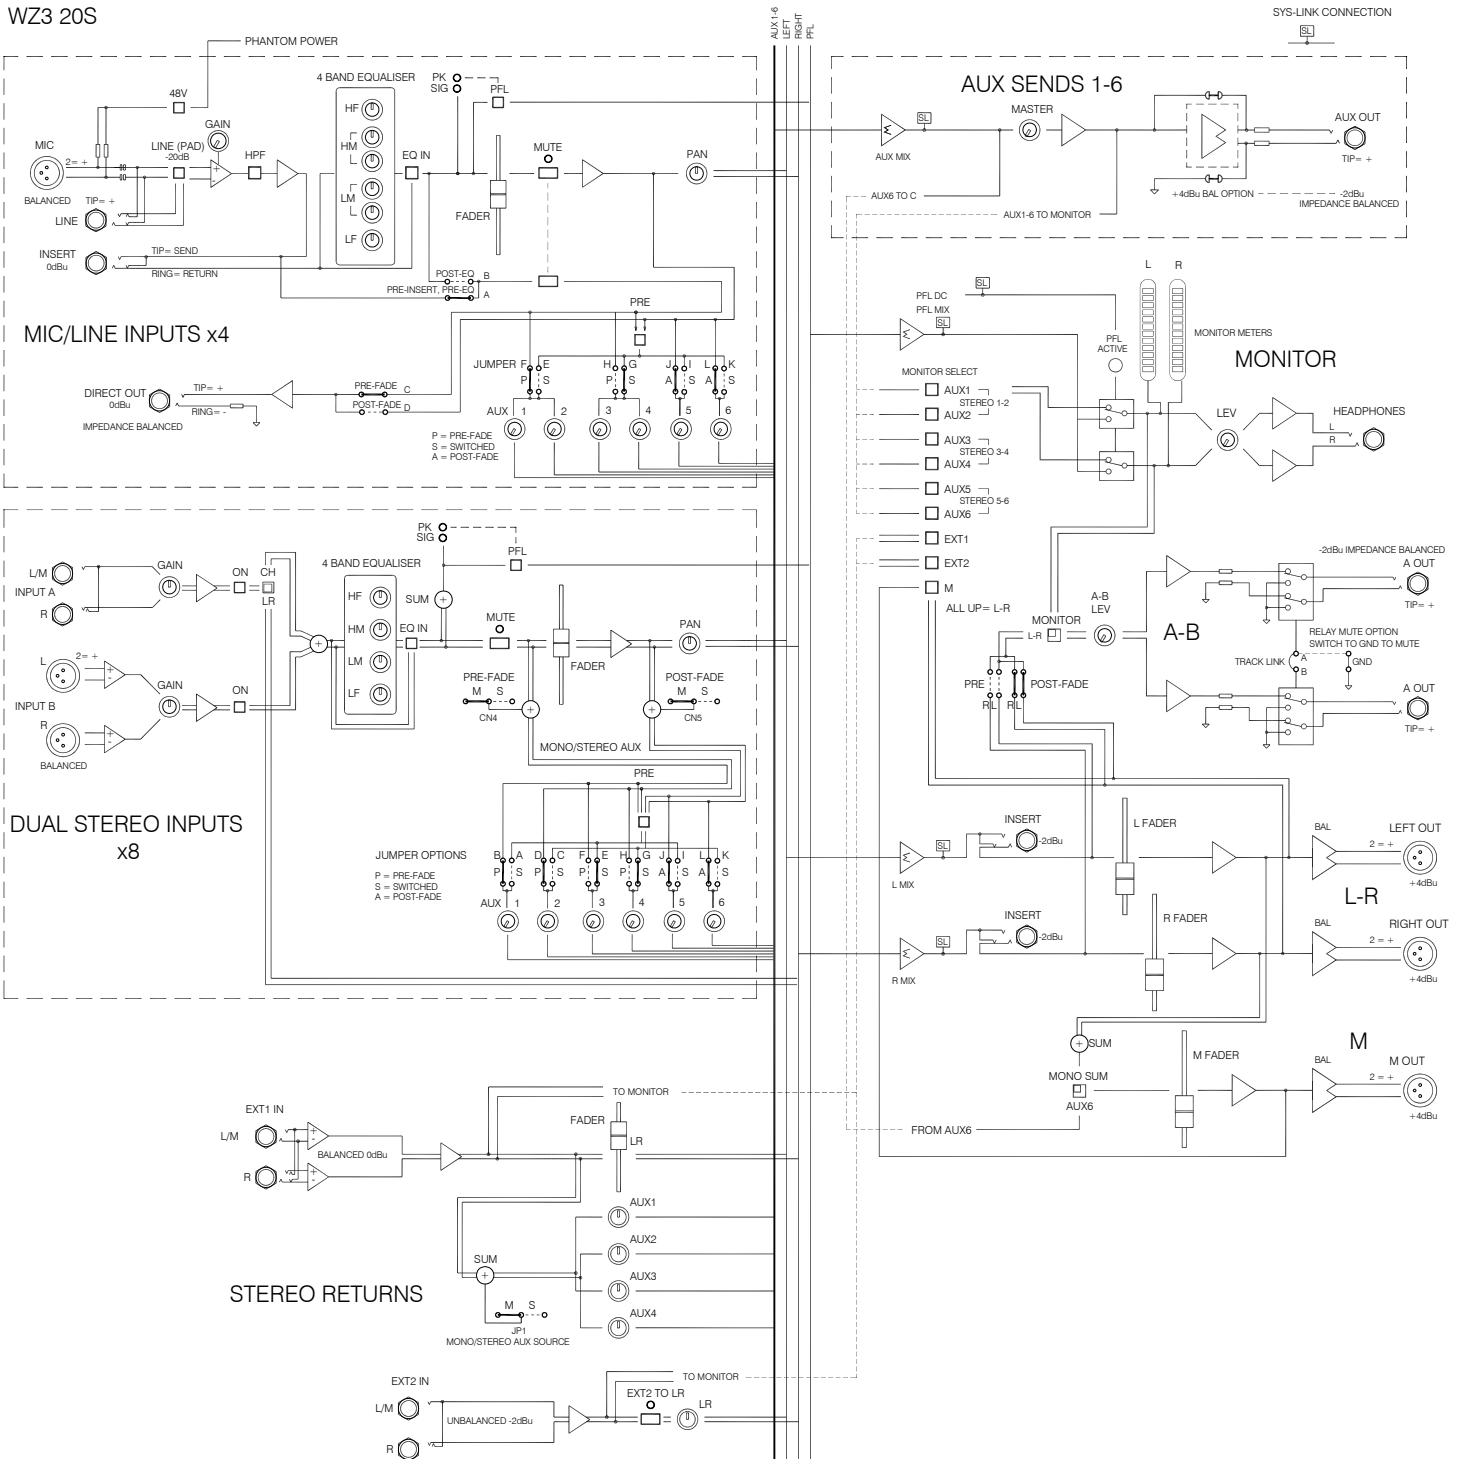 WZ3 20S
AUX 1-6
LEFT
RIGHT
PFL
SYS-LINK CONNECTION
SL
PHANTOM POWER
48V
MIC
2= +
BALANCED
TIP= +
LINE
LINE (PAD)
-20dB
GAIN
+
-
HPF
INSERT
0dBu
TIP= SEND
RING= RETURN
4 BAND EQUALISER
HF
HM
L
LM
L
LF
EQ IN
PK
SIG
PFL
MUTE
FADER
PAN
POST-EQ
B
PRE-INSERT, PRE-EQ
A
MIC/LINE INPUTS x4
DIRECT OUT
0dBu
IMPEDANCE BALANCED
TIP= +
RING= -
PRE-FADE
C
POST-FADE
D
PRE
JUMPER
F E H G J I L K
P S P S A S A S
AUX 1 2 3 4 5 6
P = PRE-FADE
S = SWITCHED
A = POST-FADE
L/M
INPUT A
R
GAIN
ON
CH
LR
L
2= +
+
-
INPUT B
R
+
-
BALANCED
GAIN
ON
4 BAND EQUALISER
HF
HM
LM
LF
EQ IN
PK
SIG
PFL
SUM
+
MUTE
FADER
PAN
PRE-FADE
M S
CN4
POST-FADE
M S
CN5
MONO/STEREO AUX
PRE
DUAL STEREO INPUTS
x8
JUMPER OPTIONS
P = PRE-FADE
S = SWITCHED
A = POST-FADE
B A D C F E H G J I L K
P S P S P S P S A S A S
AUX 1 2 3 4 5 6
EXT1 IN
L/M
R
+
-
+
-
BALANCED 0dBu
TO MONITOR
FADER
LR
AUX1
AUX2
AUX3
AUX4
SUM
+
M S
JP1
MONO/STEREO AUX SOURCE
STEREO RETURNS
EXT2 IN
L/M
R
UNBALANCED -2dBu
TO MONITOR
EXT2 TO LR
LR
AUX SENDS 1-6
Σ
AUX MIX
SL
MASTER
AUX OUT
TIP= +
+4dBu BAL OPTION
-2dBu
IMPEDANCE BALANCED
AUX6 TO C
AUX1-6 TO MONITOR
PFL DC
SL
PFL MIX
SL
Σ
PFL
ACTIVE
L R
MONITOR METERS
MONITOR
MONITOR SELECT
AUX1
STEREO 1-2
AUX2
AUX3
STEREO 3-4
AUX4
AUX5
STEREO 5-6
AUX6
EXT1
EXT2
M
ALL UP= L-R
LEV
HEADPHONES
L
R
MONITOR
L-R
A-B
LEV
A-B
-2dBu IMPEDANCE BALANCED
A OUT
TIP= +
RELAY MUTE OPTION
SWITCH TO GND TO MUTE
TRACK LINK
A
B
GND
A OUT
TIP= +
PRE
POST-FADE
R L R L
Σ
L MIX
SL
INSERT
-2dBu
L FADER
BAL
LEFT OUT
2 = +
+4dBu
L-R
Σ
R MIX
SL
INSERT
-2dBu
R FADER
BAL
RIGHT OUT
2 = +
+4dBu
+
SUM
MONO SUM
AUX6
FROM AUX6
M FADER
M
BAL
M OUT
2 = +
+4dBu